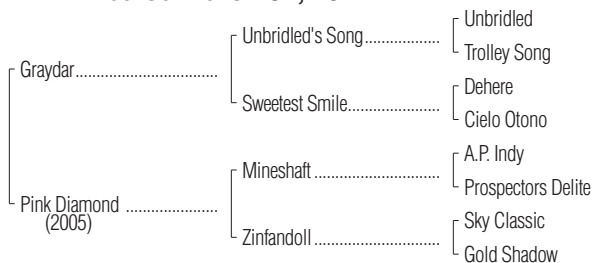 Unbridled
Unbridled's Song
Trolley Song
Graydar
Dehere
Sweetest Smile
Cielo Otono
A.P. Indy
Mineshaft
Prospectors Delite
Pink Diamond
(2005)
Sky Classic
Zinfandoll
Gold Shadow